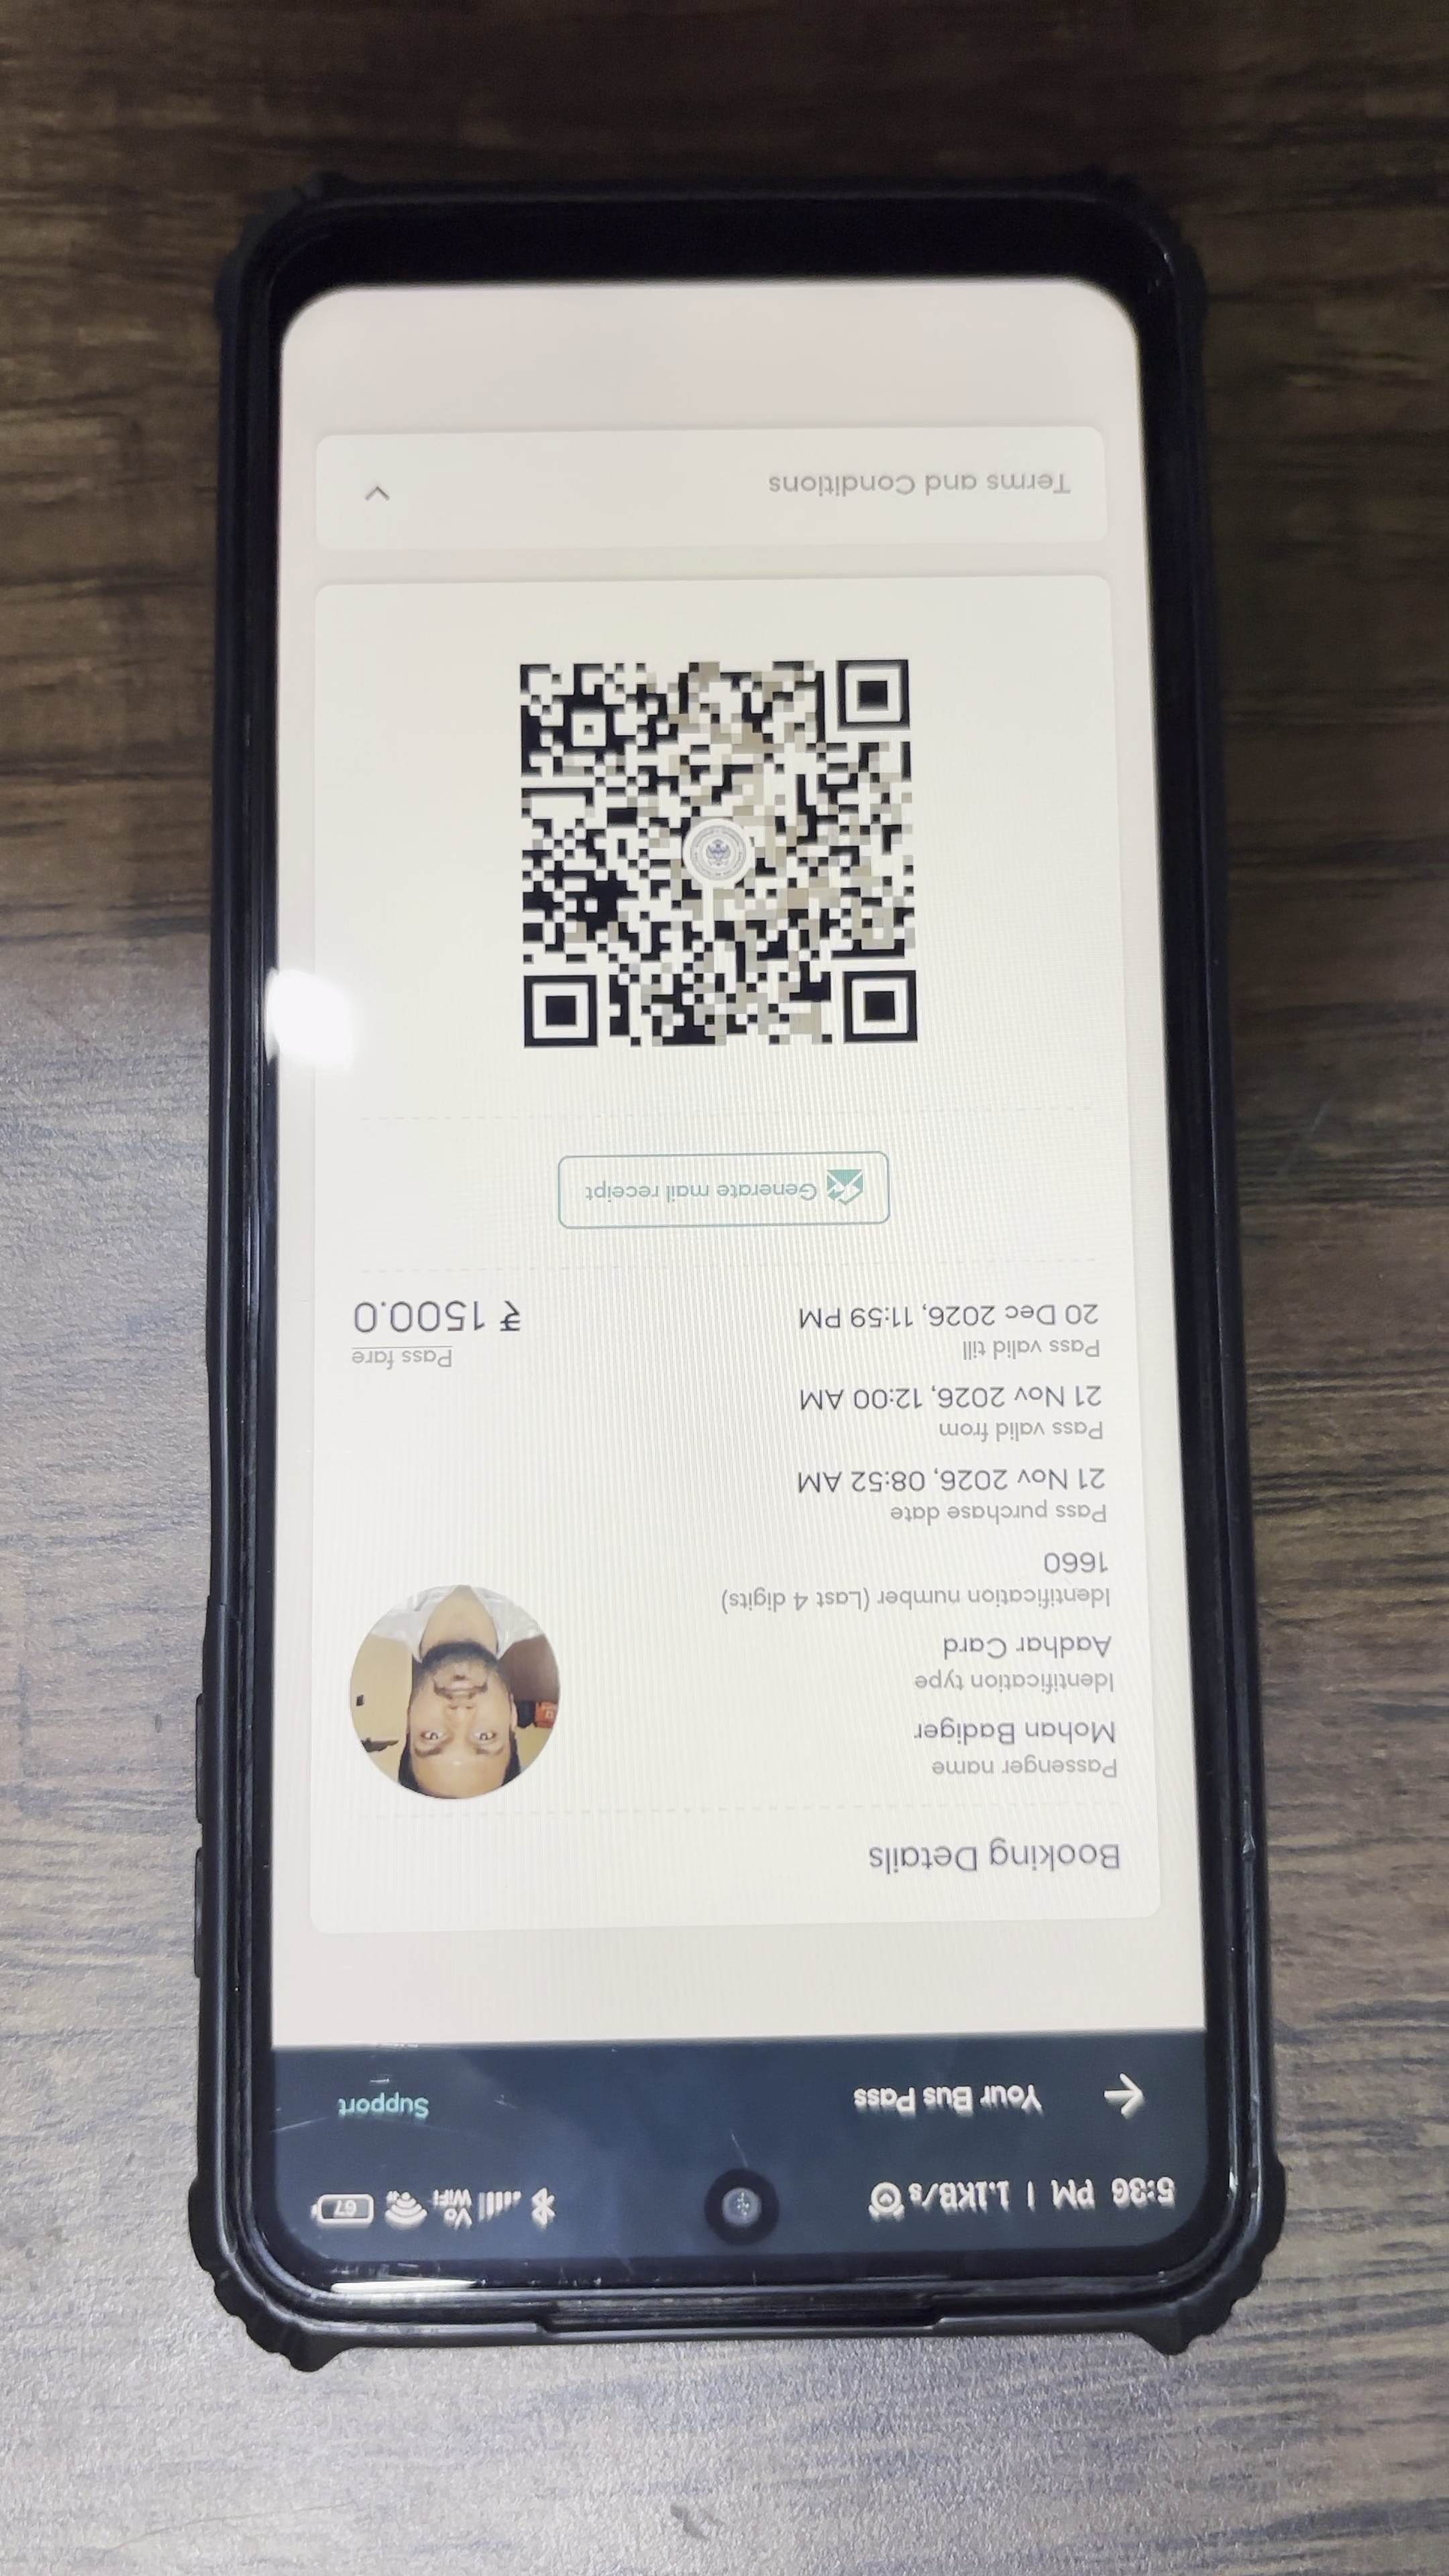 5:36 PM | 1.1KB/s
Vo
WiFi
67
Your Bus Pass
Support
Booking Details
Passenger name
Mohan Badiger
Identification type
Aadhar Card
Identification number (Last 4 digits)
1660
Pass purchase date
21 Nov 2026, 08:52 AM
Pass valid from
21 Nov 2026, 12:00 AM
Pass valid till
20 Dec 2026, 11:59 PM
Pass fare
₹ 1500.0
Generate mail receipt
Terms and Conditions